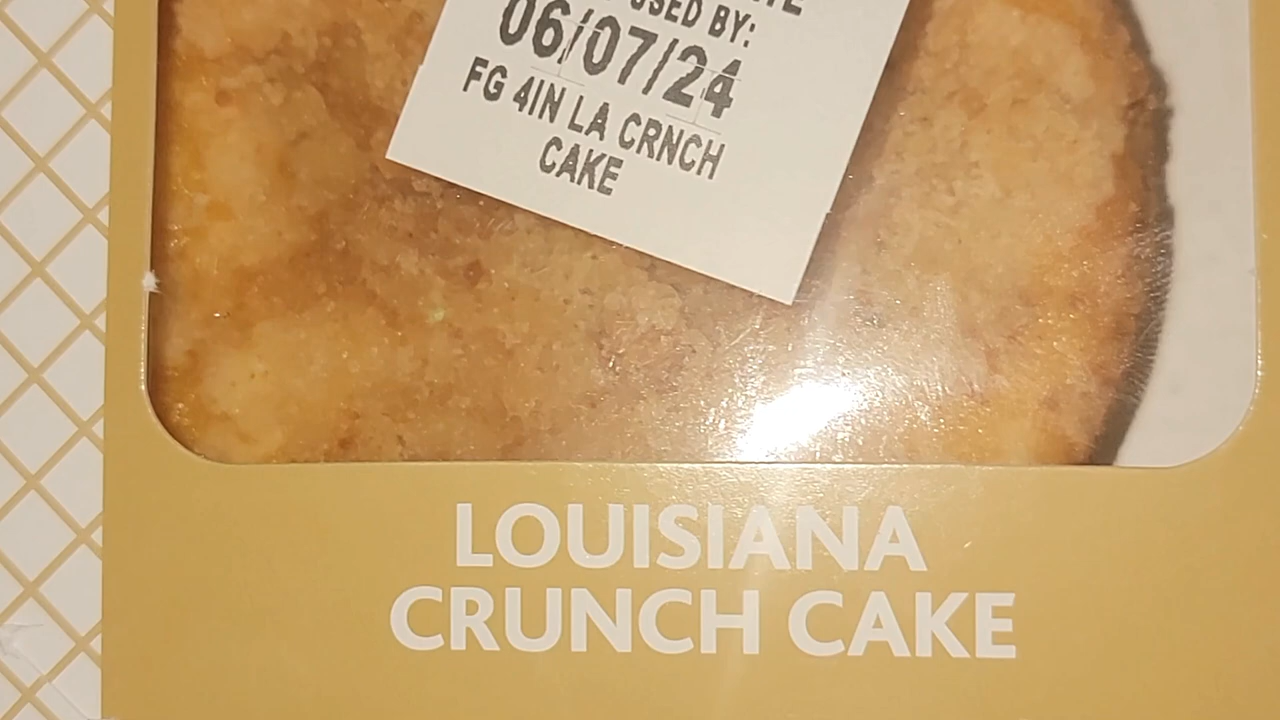 USED BY:
06/07/24
FG 4IN LA CRNCH
CAKE
LOUISIANA
CRUNCH CAKE